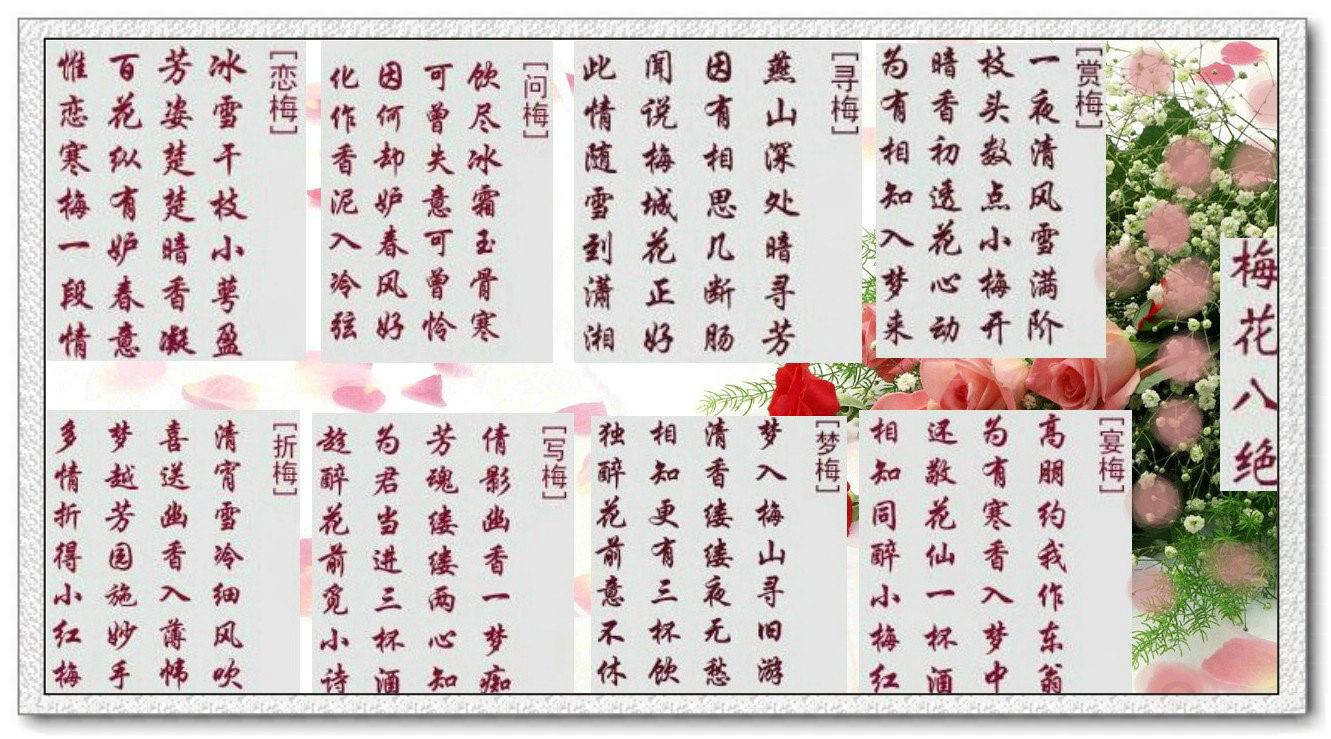 梅花八绝
[赏梅]
一夜清风雪满阶
枝头数点小梅开
暗香初透花心动
为有相知入梦来
[寻梅]
燕山深处暗寻芳
因有相思几断肠
闻说梅城花正好
此情随雪到潇湘
[问梅]
饮尽冰霜玉骨寒
可曾失意可曾怜
因何却妒春风好
化作香泥入冷弦
[恋梅]
冰雪干枝小萼盈
芳姿楚楚暗香凝
百花纵有妒春意
惟恋寒梅一段情
[宴梅]
高朋约我作东翁
为有寒香入梦中
还敬花仙一杯酒
相知同醉小梅红
[梦梅]
梦入梅山寻旧游
清香缕缕夜无愁
相知更有三杯饮
独醉花前意不休
[写梅]
倩影幽香一梦痴
芳魂缕缕两心知
为君当进三杯酒
趁醉花前觅小诗
[折梅]
清宵雪冷细风吹
喜送幽香入薄帏
梦越芳园施妙手
多情折得小红梅